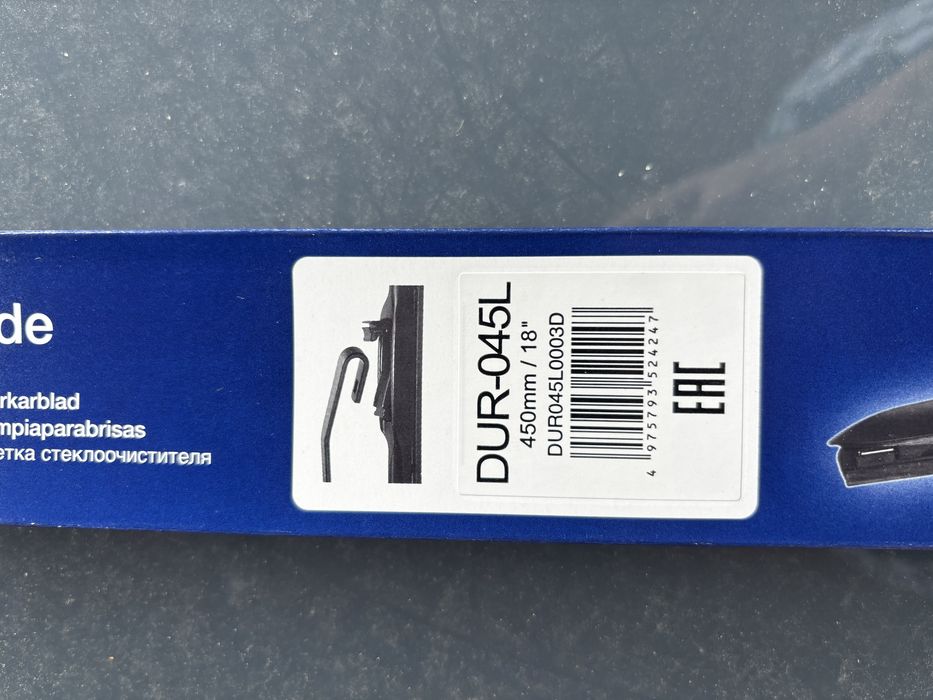 de
rkarblad
mpiaparabrisas
етка стеклоочистителя
DUR-045L
450mm / 18"
DUR045L0003D
4 975793 524247
EAC